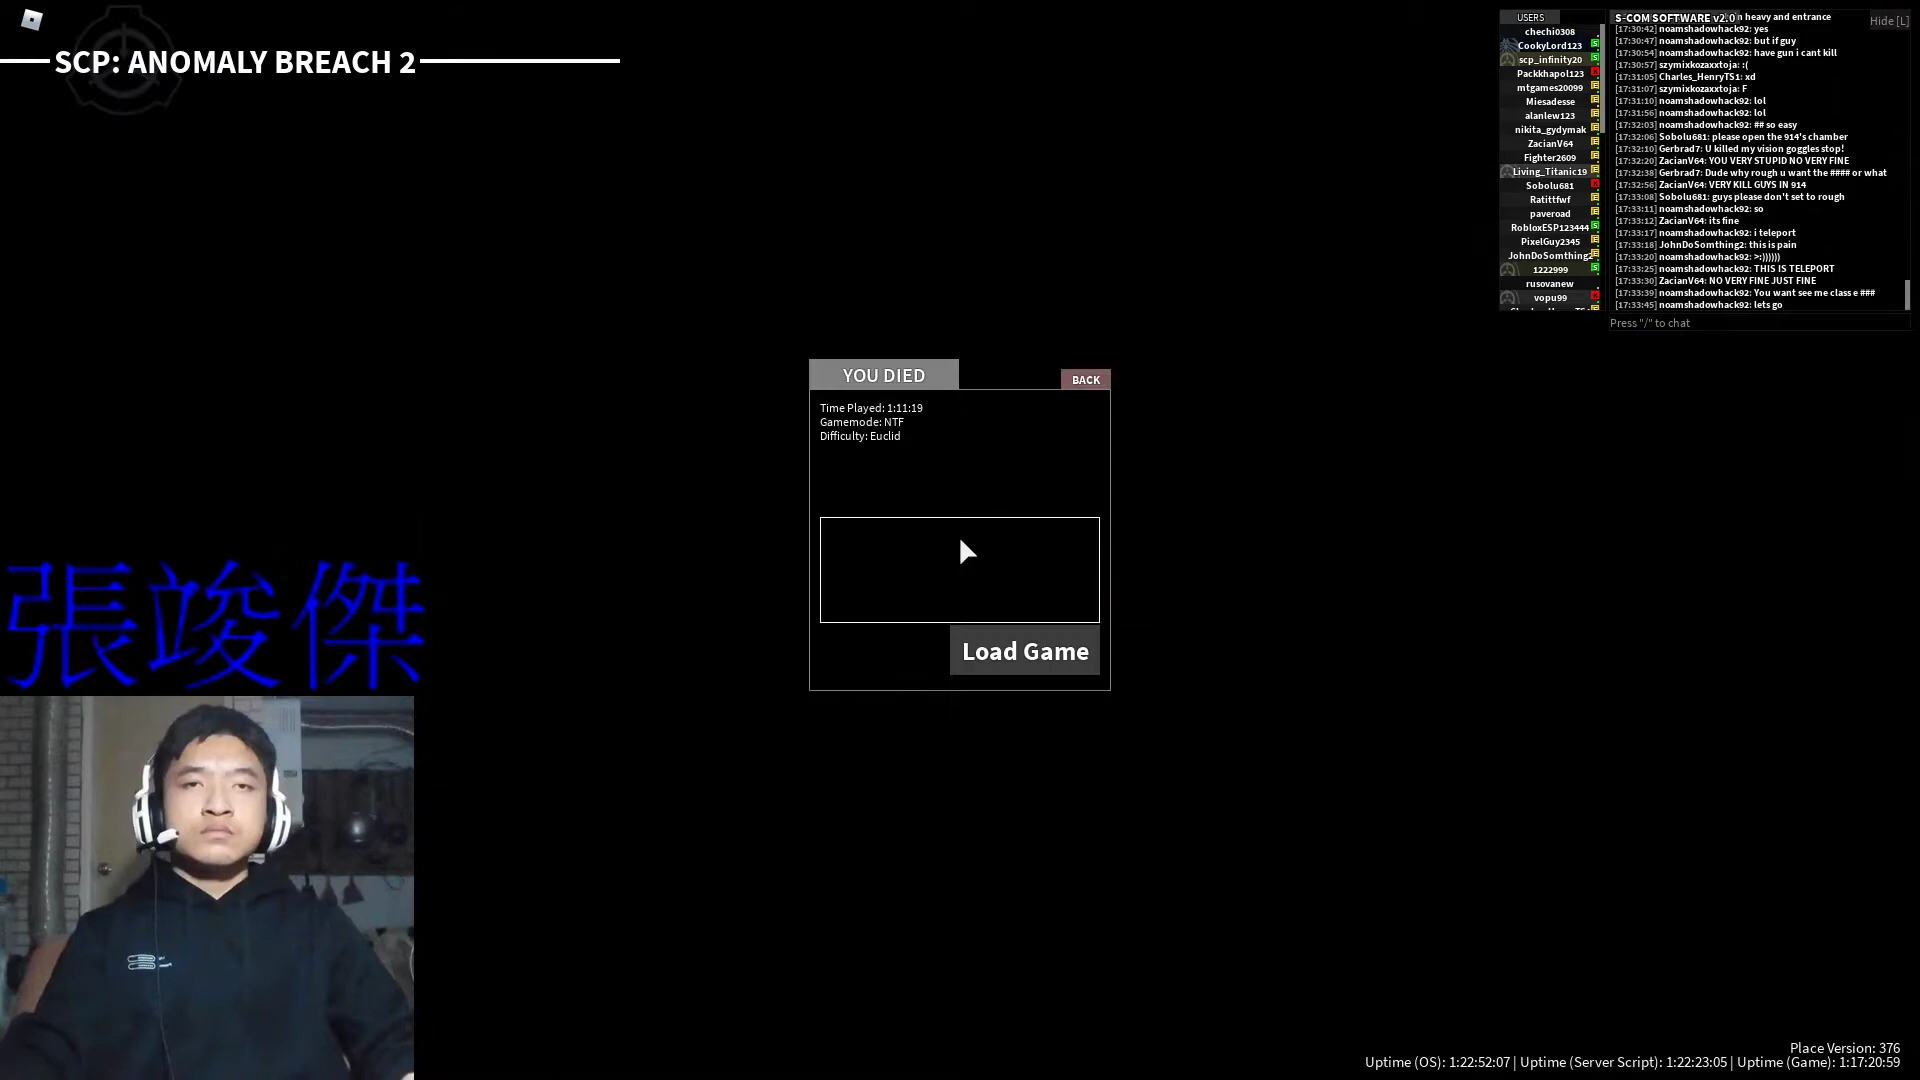 SCP: ANOMALY BREACH 2
USERS
chechi0308
CookyLord123
scp_infinity20
Packkhapol123
mtgames20099
Miesadesse
alanlew123
nikita_gydymak
ZacianV64
Fighter2609
Living_Titanic19
Sobolu681
Ratittfwf
paveroad
RobloxESP123444
PixelGuy2345
JohnDoSomthing2
1222999
rusovanew
vopu99
S-COM SOFTWARE v2.0
n heavy and entrance
Hide [L]
[17:30:42] noamshadowhack92: yes
[17:30:47] noamshadowhack92: but if guy
[17:30:54] noamshadowhack92: have gun i cant kill
[17:30:57] szymixkozaxxtoja: :(
[17:31:05] Charles_HenryTS1: xd
[17:31:07] szymixkozaxxtoja: F
[17:31:10] noamshadowhack92: lol
[17:31:56] noamshadowhack92: lol
[17:32:03] noamshadowhack92: ## so easy
[17:32:06] Sobolu681: please open the 914's chamber
[17:32:10] Gerbrad7: U killed my vision goggles stop!
[17:32:20] ZacianV64: YOU VERY STUPID NO VERY FINE
[17:32:38] Gerbrad7: Dude why rough u want the #### or what
[17:32:56] ZacianV64: VERY KILL GUYS IN 914
[17:33:08] Sobolu681: guys please don't set to rough
[17:33:11] noamshadowhack92: so
[17:33:12] ZacianV64: its fine
[17:33:17] noamshadowhack92: i teleport
[17:33:18] JohnDoSomthing2: this is pain
[17:33:20] noamshadowhack92: >:))))))
[17:33:25] noamshadowhack92: THIS IS TELEPORT
[17:33:30] ZacianV64: NO VERY FINE JUST FINE
[17:33:39] noamshadowhack92: You want see me class e ###
[17:33:45] noamshadowhack92: lets go
Press "/" to chat
YOU DIED
BACK
Time Played: 1:11:19
Gamemode: NTF
Difficulty: Euclid
Load Game
張竣傑
Place Version: 376
Uptime (OS): 1:22:52:07 | Uptime (Server Script): 1:22:23:05 | Uptime (Game): 1:17:20:59